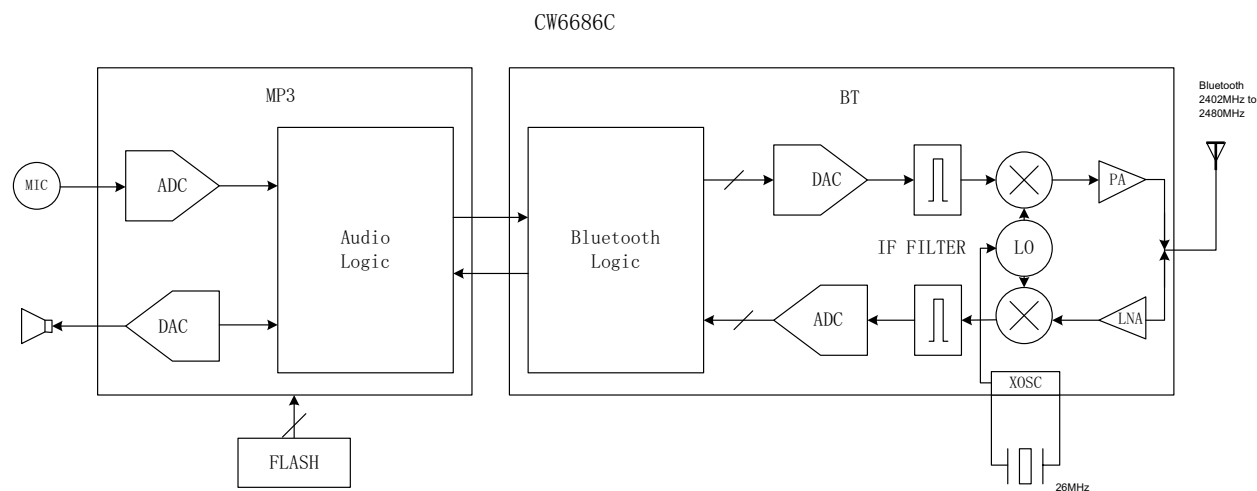 CW6686C
MP3
BT
Bluetooth
2402MHz to
2480MHz
MIC
ADC
Audio
Logic
Bluetooth
Logic
DAC
PA
IF FILTER
LO
DAC
ADC
LNA
XOSC
FLASH
26MHz